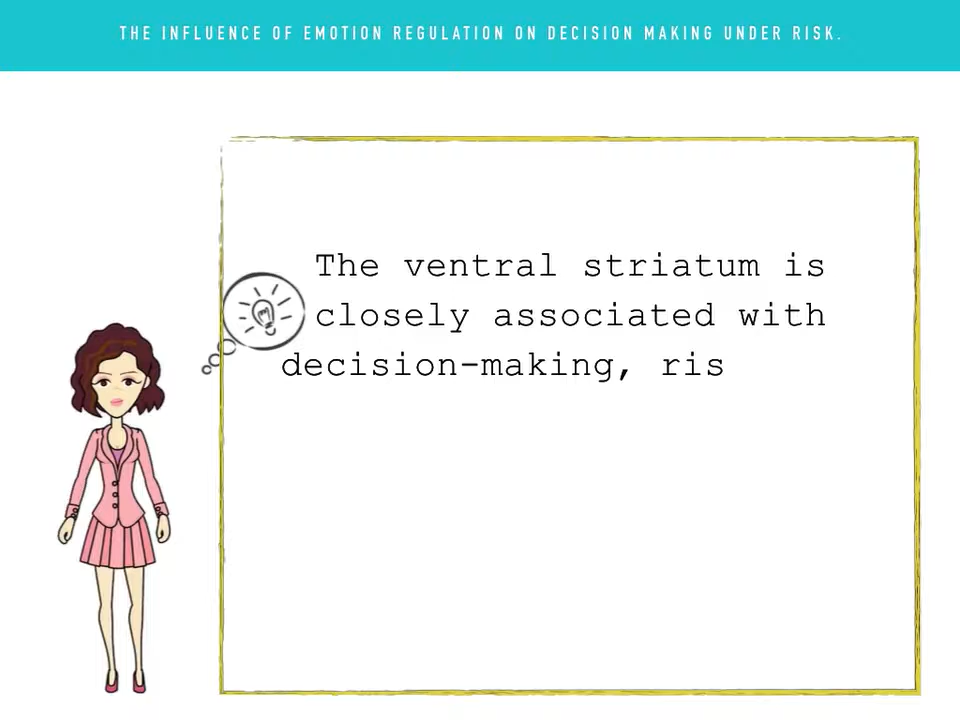 THE INFLUENCE OF EMOTION REGULATION ON DECISION MAKING UNDER RISK.
The ventral striatum is
closely associated with
decision-making, ris